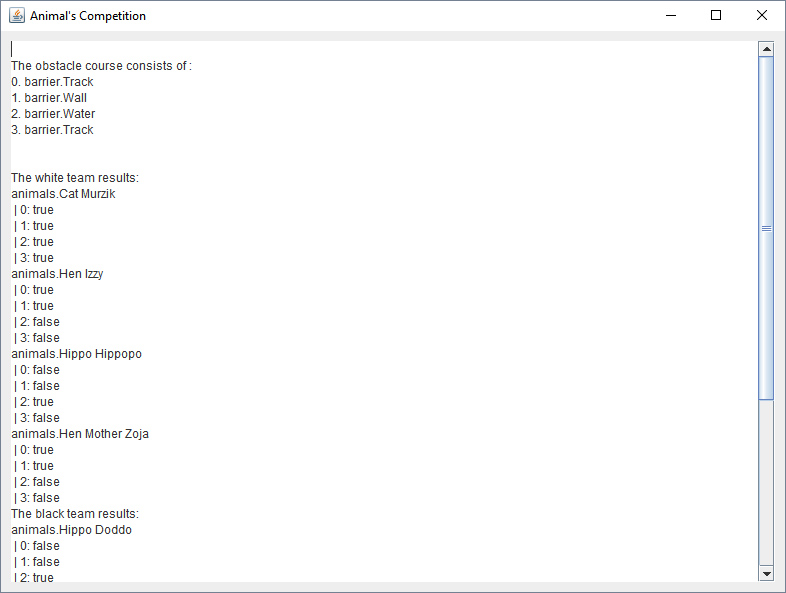 Animal's Competition
The obstacle course consists of :
0. barrier.Track
1. barrier.Wall
2. barrier.Water
3. barrier.Track
The white team results:
animals.Cat Murzik
| 0: true
| 1: true
| 2: true
| 3: true
animals.Hen Izzy
| 0: true
| 1: true
| 2: false
| 3: false
animals.Hippo Hippopo
| 0: false
| 1: false
| 2: true
| 3: false
animals.Hen Mother Zoja
| 0: true
| 1: true
| 2: false
| 3: false
The black team results:
animals.Hippo Doddo
| 0: false
| 1: false
| 2: true